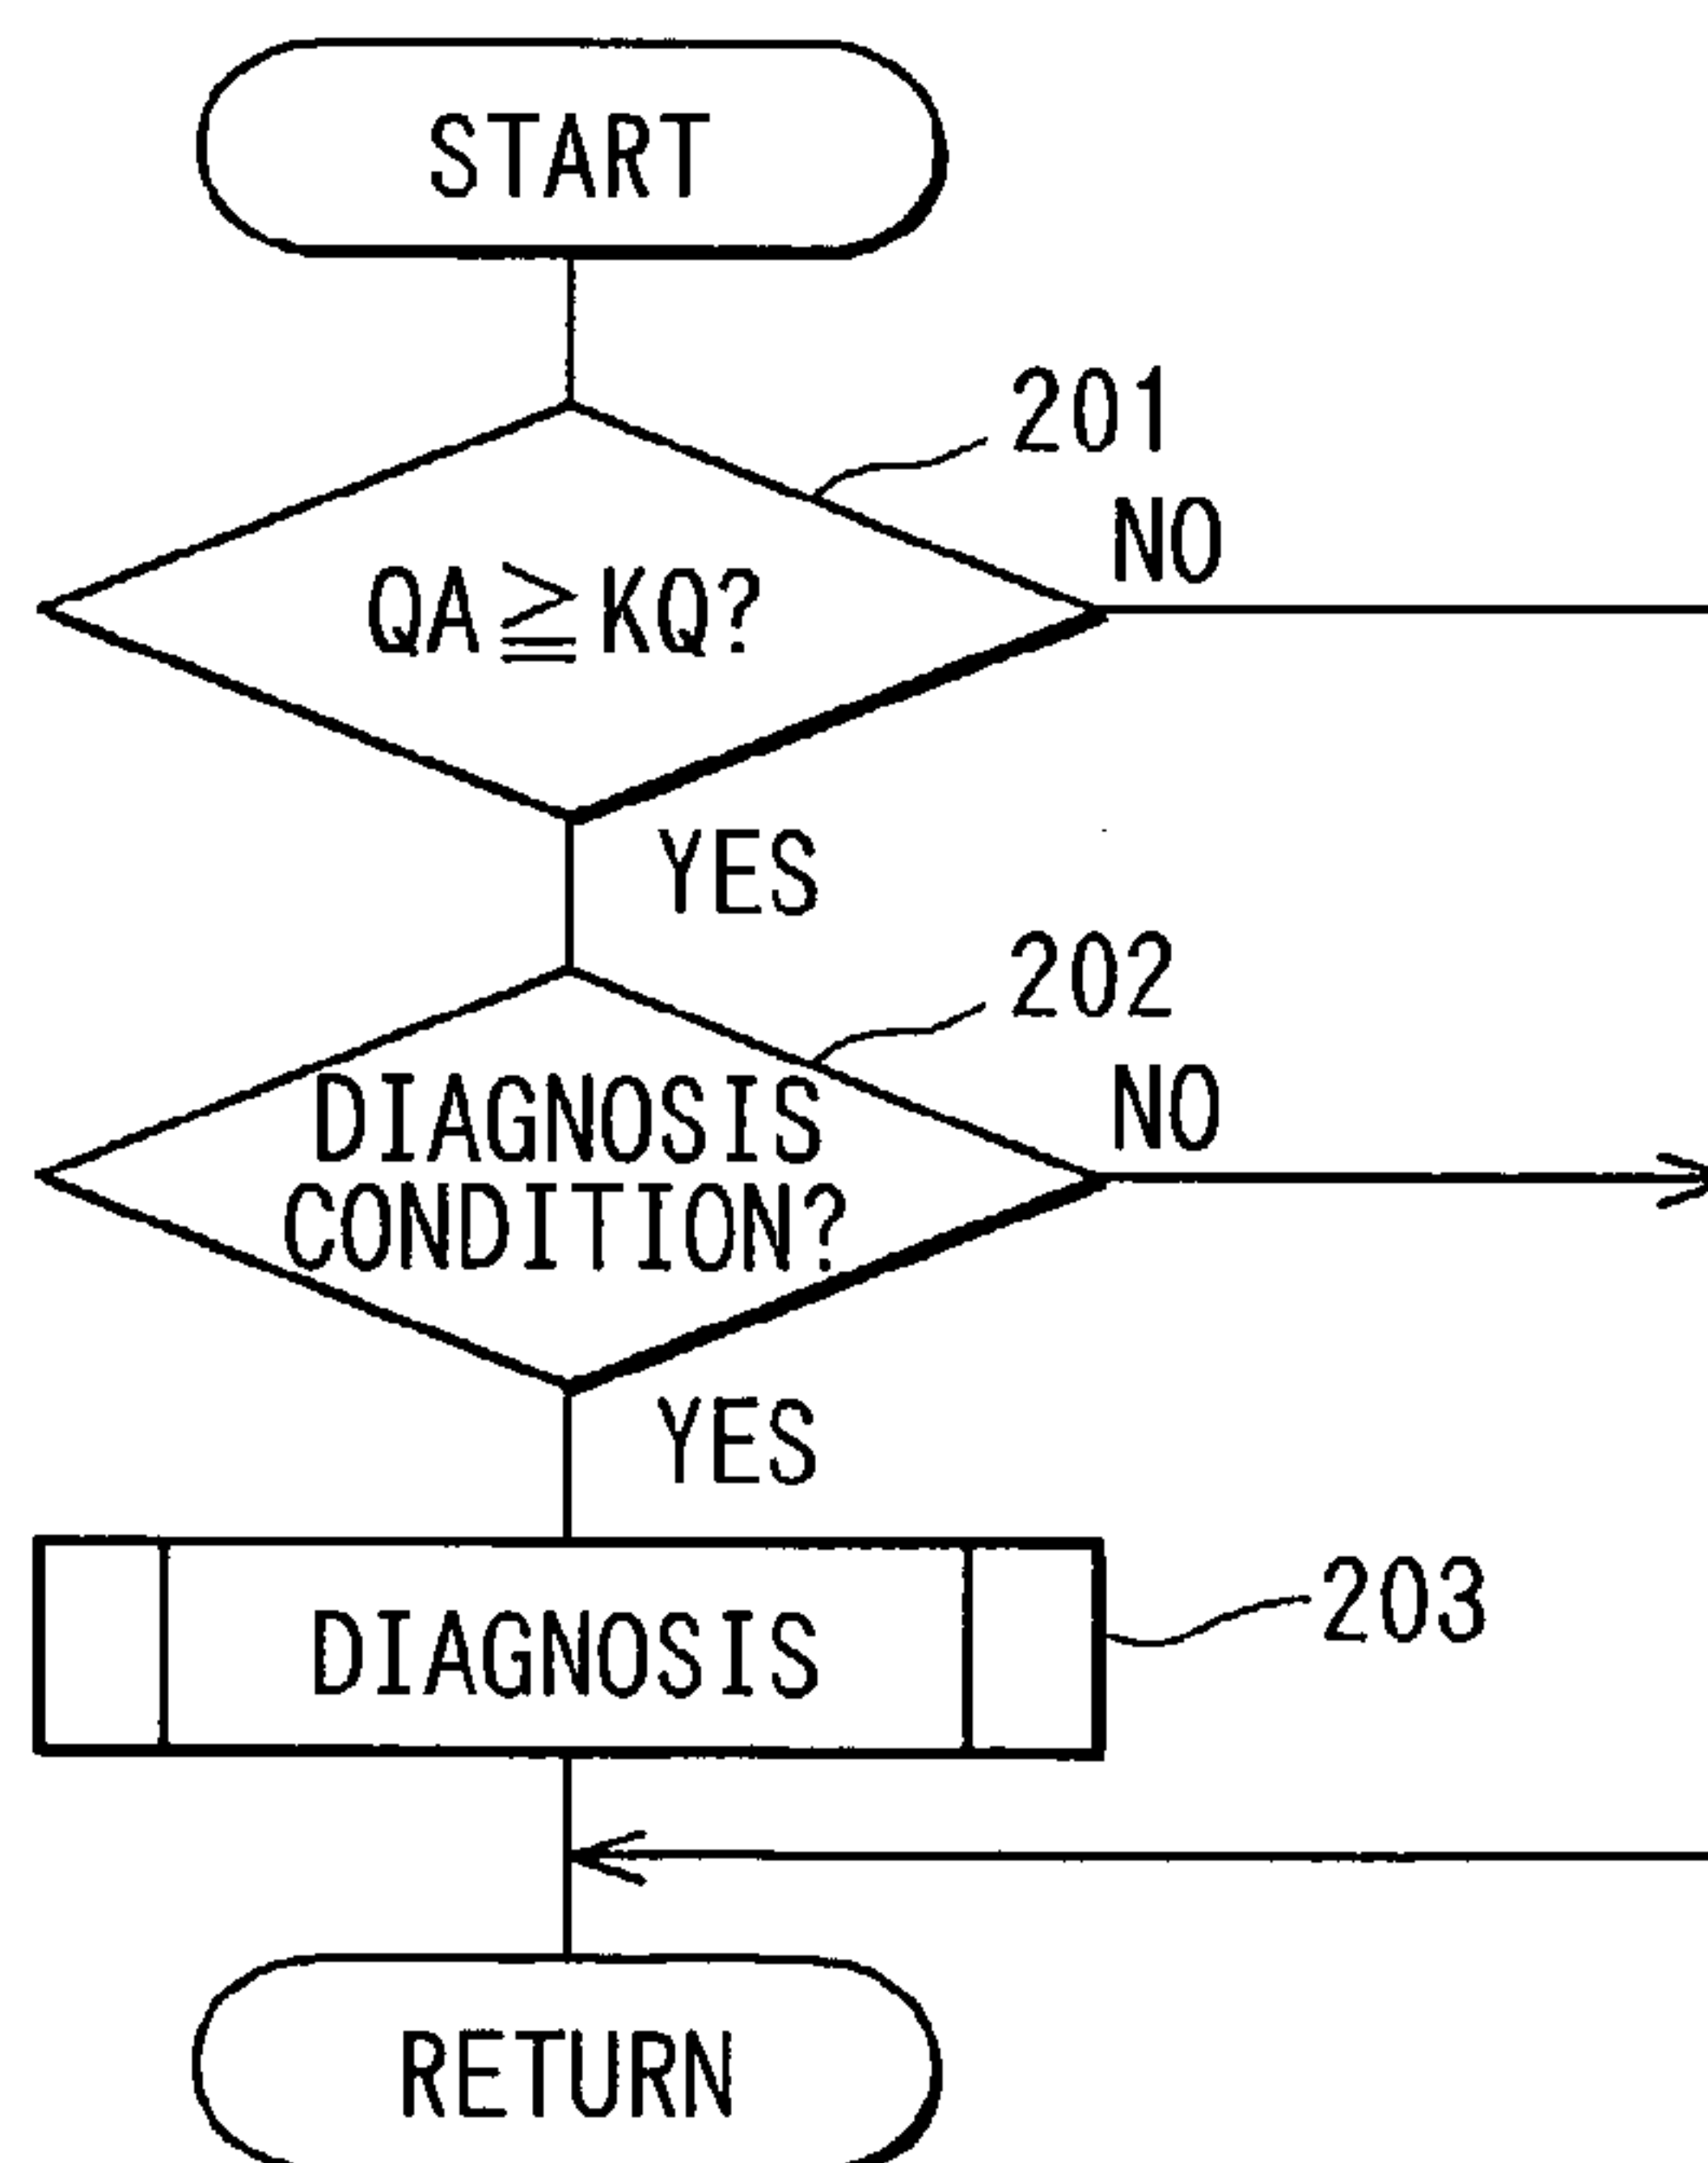 START
201
NO
QA≧KQ?
YES
202
NO
DIAGNOSIS
CONDITION?
YES
DIAGNOSIS
203
RETURN